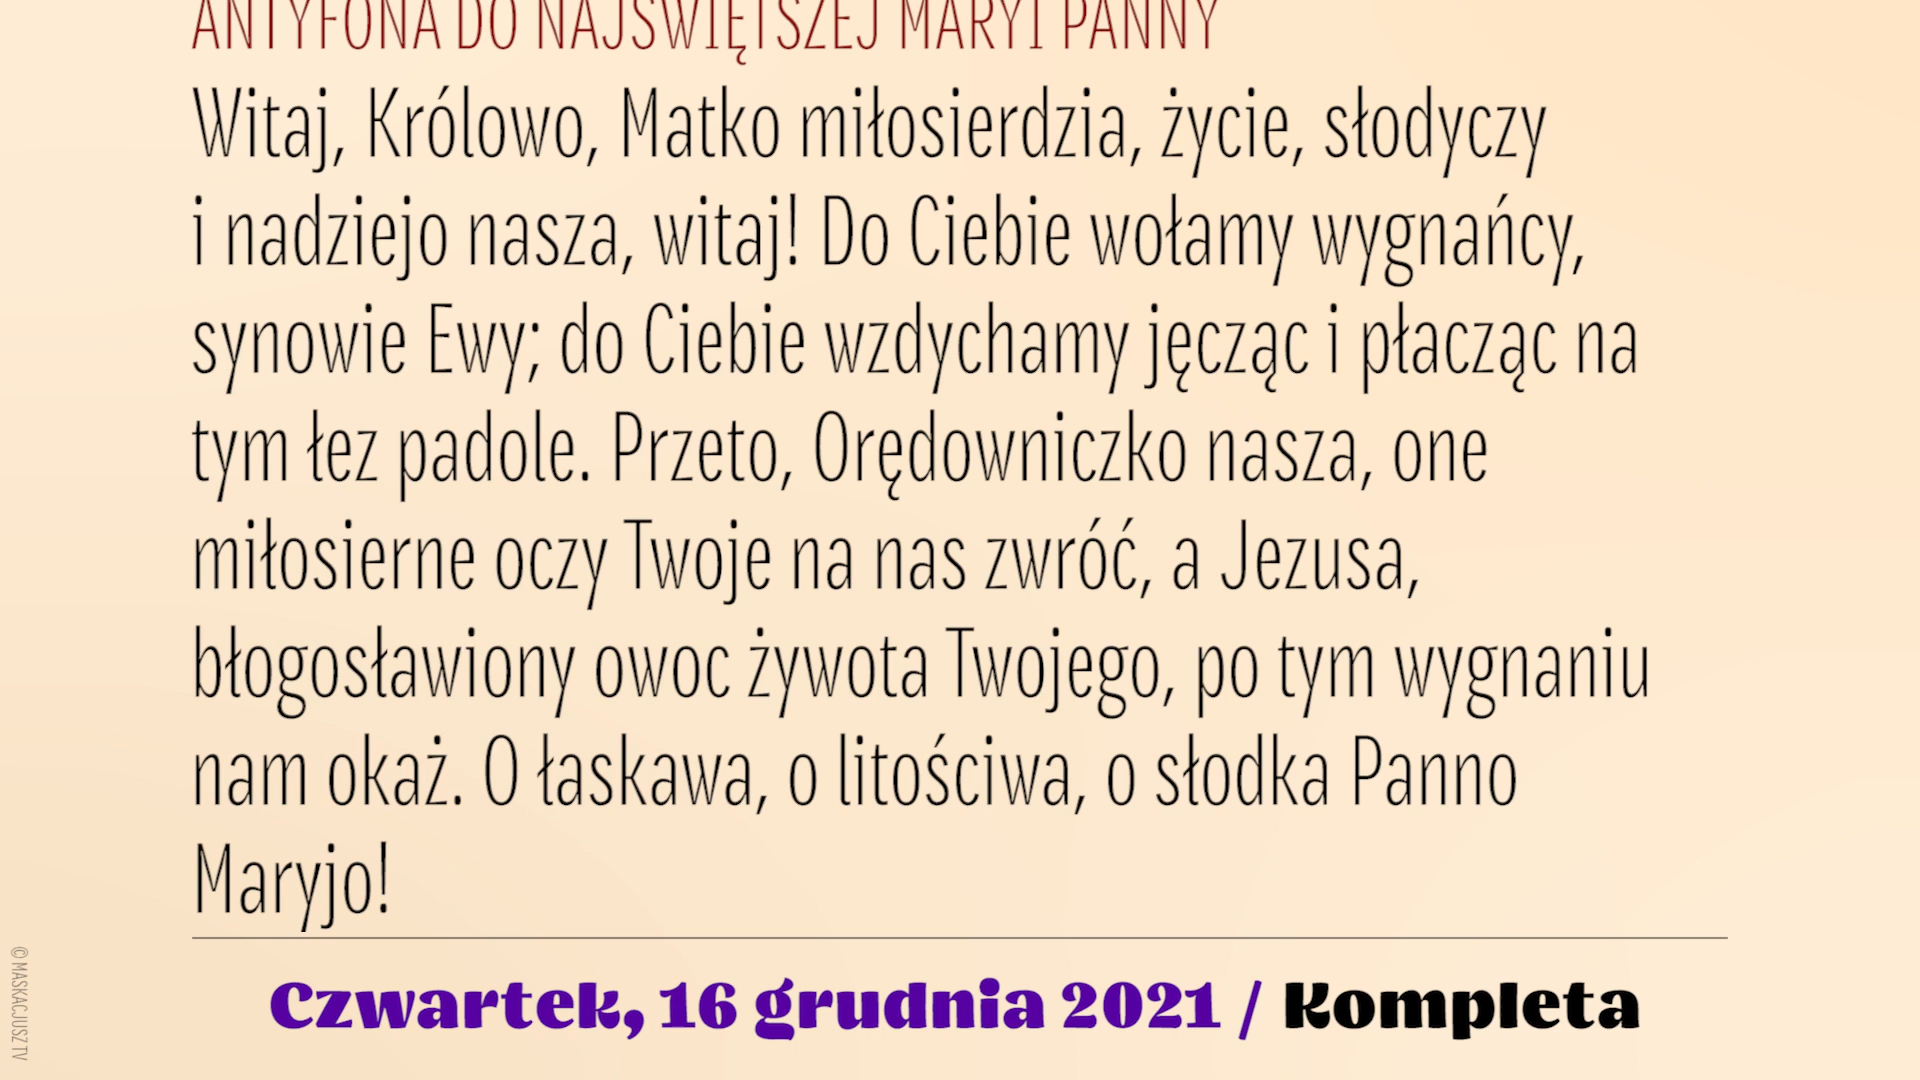 ANTYFONA DO NAJŚWIĘTSZEJ MARYI PANNY
Witaj, Królowo, Matko miłosierdzia, życie, słodyczy
i nadziejo nasza, witaj! Do Ciebie wołamy wygnańcy,
synowie Ewy; do Ciebie wzdychamy jęcząc i płacząc na
tym łez padole. Przeto, Orędowniczko nasza, one
miłosierne oczy Twoje na nas zwróć, a Jezusa,
błogosławiony owoc żywota Twojego, po tym wygnaniu
nam okaż. O łaskawa, o litościwa, o słodka Panno
Maryjo!
Czwartek, 16 grudnia 2021 / Kompleta
© MASKACJUSZ TV